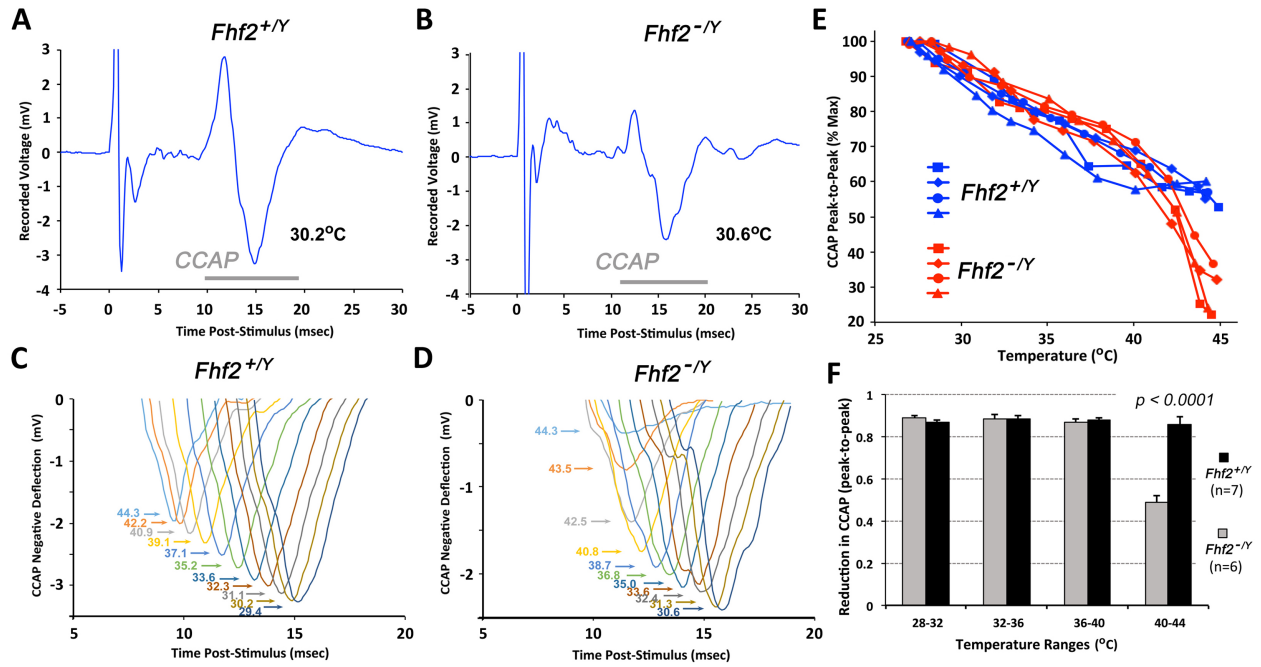 A
Fhf2+/Y
Recorded Voltage (mV)
3
2
1
0
-1
-2
-3
-4
30.2oC
CCAP
-5 0 5 10 15 20 25 30
Time Post-Stimulus (msec)
B
Fhf2-/Y
Recorded Voltage (mV)
3
2
1
0
-1
-2
-3
-4
30.6oC
CCAP
-5 0 5 10 15 20 25 30
Time Post-Stimulus (msec)
C
Fhf2+/Y
CCAP Negative Deflection (mV)
0
-1
-2
-3
44.3
42.2
40.9
39.1
37.1
35.2
33.6
32.3
31.1
30.2
29.4
5 10 15 20
Time Post-Stimulus (msec)
D
Fhf2-/Y
CCAP Negative Deflection (mV)
0
-1
-2
44.3
43.5
42.5
40.8
38.7
36.8
35.0
33.6
32.4
31.3
30.6
5 10 15 20
Time Post-Stimulus (msec)
E
CCAP Peak-to-Peak (% Max)
100
90
80
70
60
50
40
30
20
Fhf2+/Y
Fhf2-/Y
25 30 35 40 45
Temperature (oC)
F
Reduction in CCAP (peak-to-peak)
1
0.8
0.6
0.4
0.2
0
p < 0.0001
Fhf2+/Y
(n=7)
Fhf2-/Y
(n=6)
28-32 32-36 36-40 40-44
Temperature Ranges (oC)